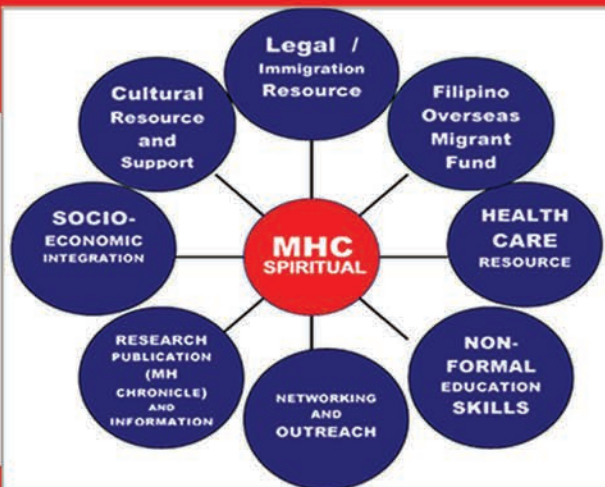 Legal /
Immigration
Resource
Filipino
Overseas
Migrant
Fund
HEALTH
CARE
RESOURCE
NON-
FORMAL
EDUCATION
SKILLS
NETWORKING
AND
OUTREACH
RESEARCH
PUBLICATION
(MH
CHRONICLE)
AND
INFORMATION
SOCIO-
ECONOMIC
INTEGRATION
Cultural
Resource
and
Support
MHC
SPIRITUAL